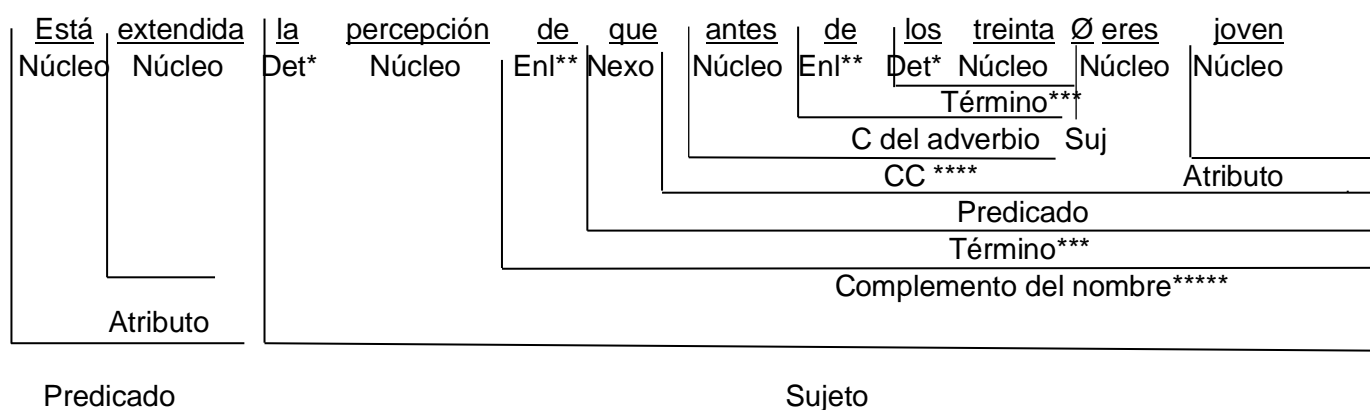 Está extendida la percepción de que antes de los treinta Ø eres joven
Núcleo Núcleo Det* Núcleo Enl** Nexo Núcleo Enl** Det* Núcleo Núcleo Núcleo
Término***
C del adverbio Suj
CC **** Atributo
Predicado
Término***
Complemento del nombre*****
Atributo
Predicado Sujeto